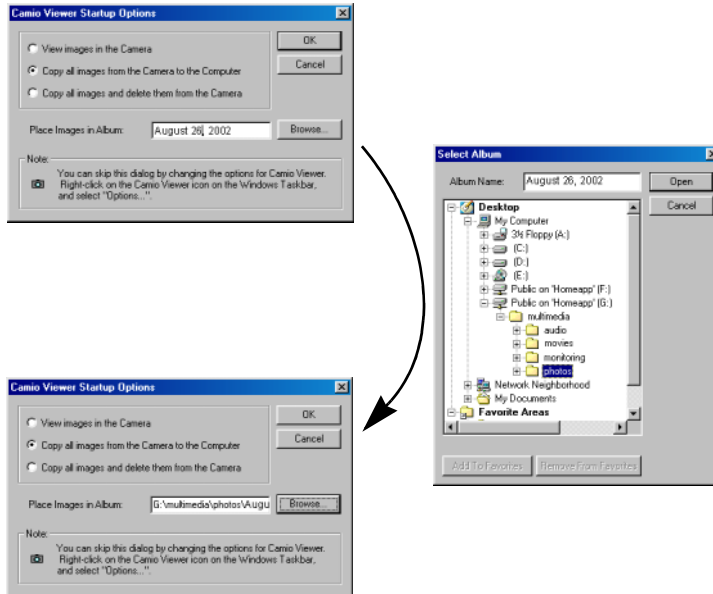 Camio Viewer Startup Options
View images in the Camera
Copy all images from the Camera to the Computer
Copy all images and delete them from the Camera
OK
Cancel
Place Images in Album:
August 26, 2002
Browse...
Note:
You can skip this dialog by changing the options for Camio Viewer.
Right-click on the Camio Viewer icon on the Windows Taskbar,
and select "Options...".
Select Album
Album Name:
August 26, 2002
Open
Cancel
Desktop
My Computer
3½ Floppy (A:)
(C:)
(D:)
(E:)
Public on 'Homeapp' (F:)
Public on 'Homeapp' (G:)
multimedia
audio
movies
monitoring
photos
Network Neighborhood
My Documents
Favorite Areas
Add To Favorites
Remove From Favorites
Camio Viewer Startup Options
View images in the Camera
Copy all images from the Camera to the Computer
Copy all images and delete them from the Camera
OK
Cancel
Place Images in Album:
G:\multimedia\photos\Augu
Browse...
Note:
You can skip this dialog by changing the options for Camio Viewer.
Right-click on the Camio Viewer icon on the Windows Taskbar,
and select "Options...".